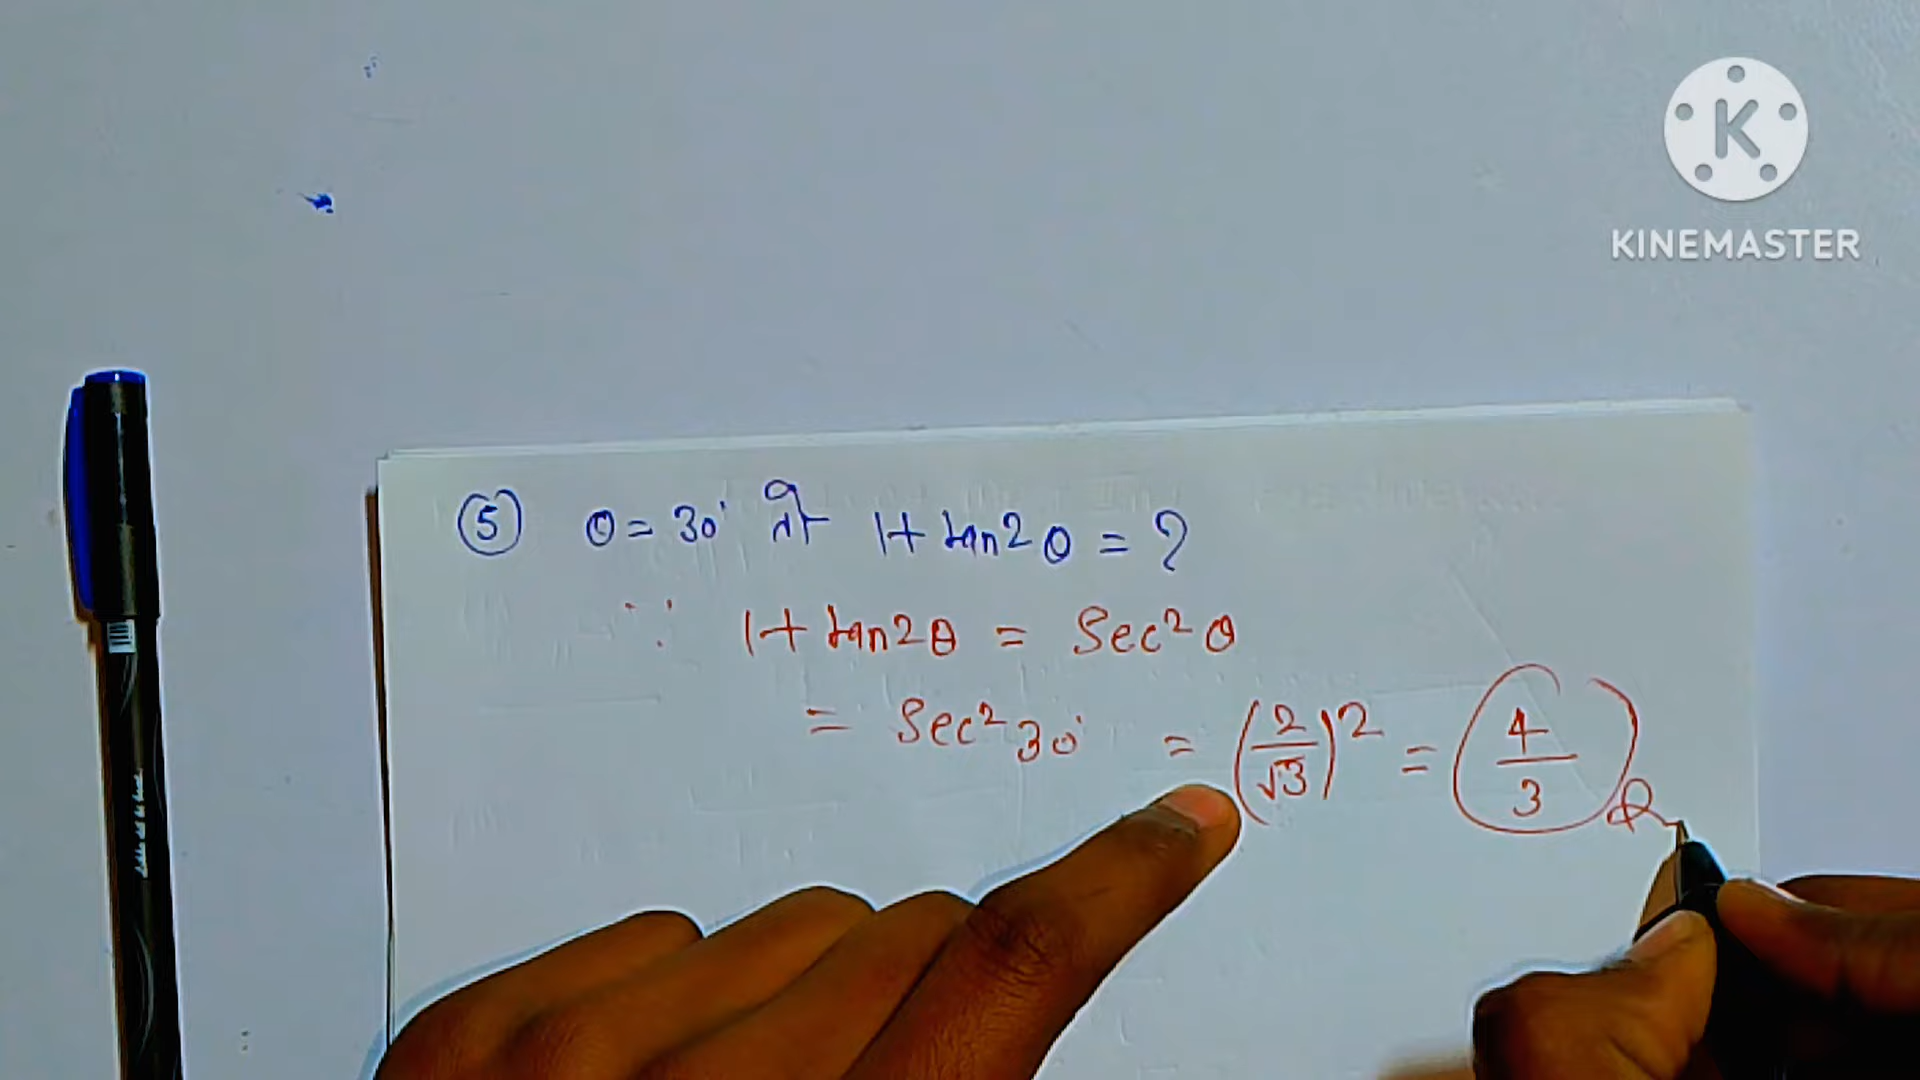 KINEMASTER
⑤ θ = 30° तो 1 + tan2θ = ?
∵ 1 + tan2θ = Sec²θ
= Sec²30° = (2/√3)² = (4/3)